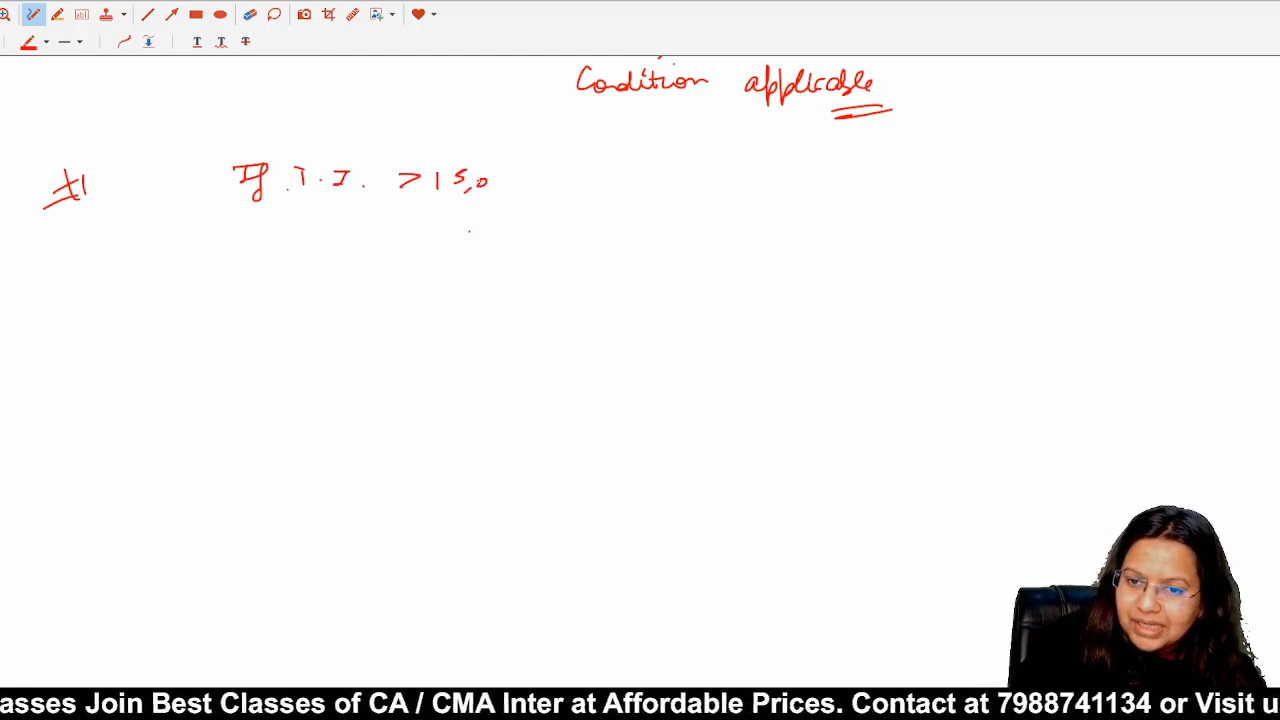 Condition applicable
If T.I. > 15,0
asses Join Best Classes of CA / CMA Inter at Affordable Prices. Contact at 7988741134 or Visit u